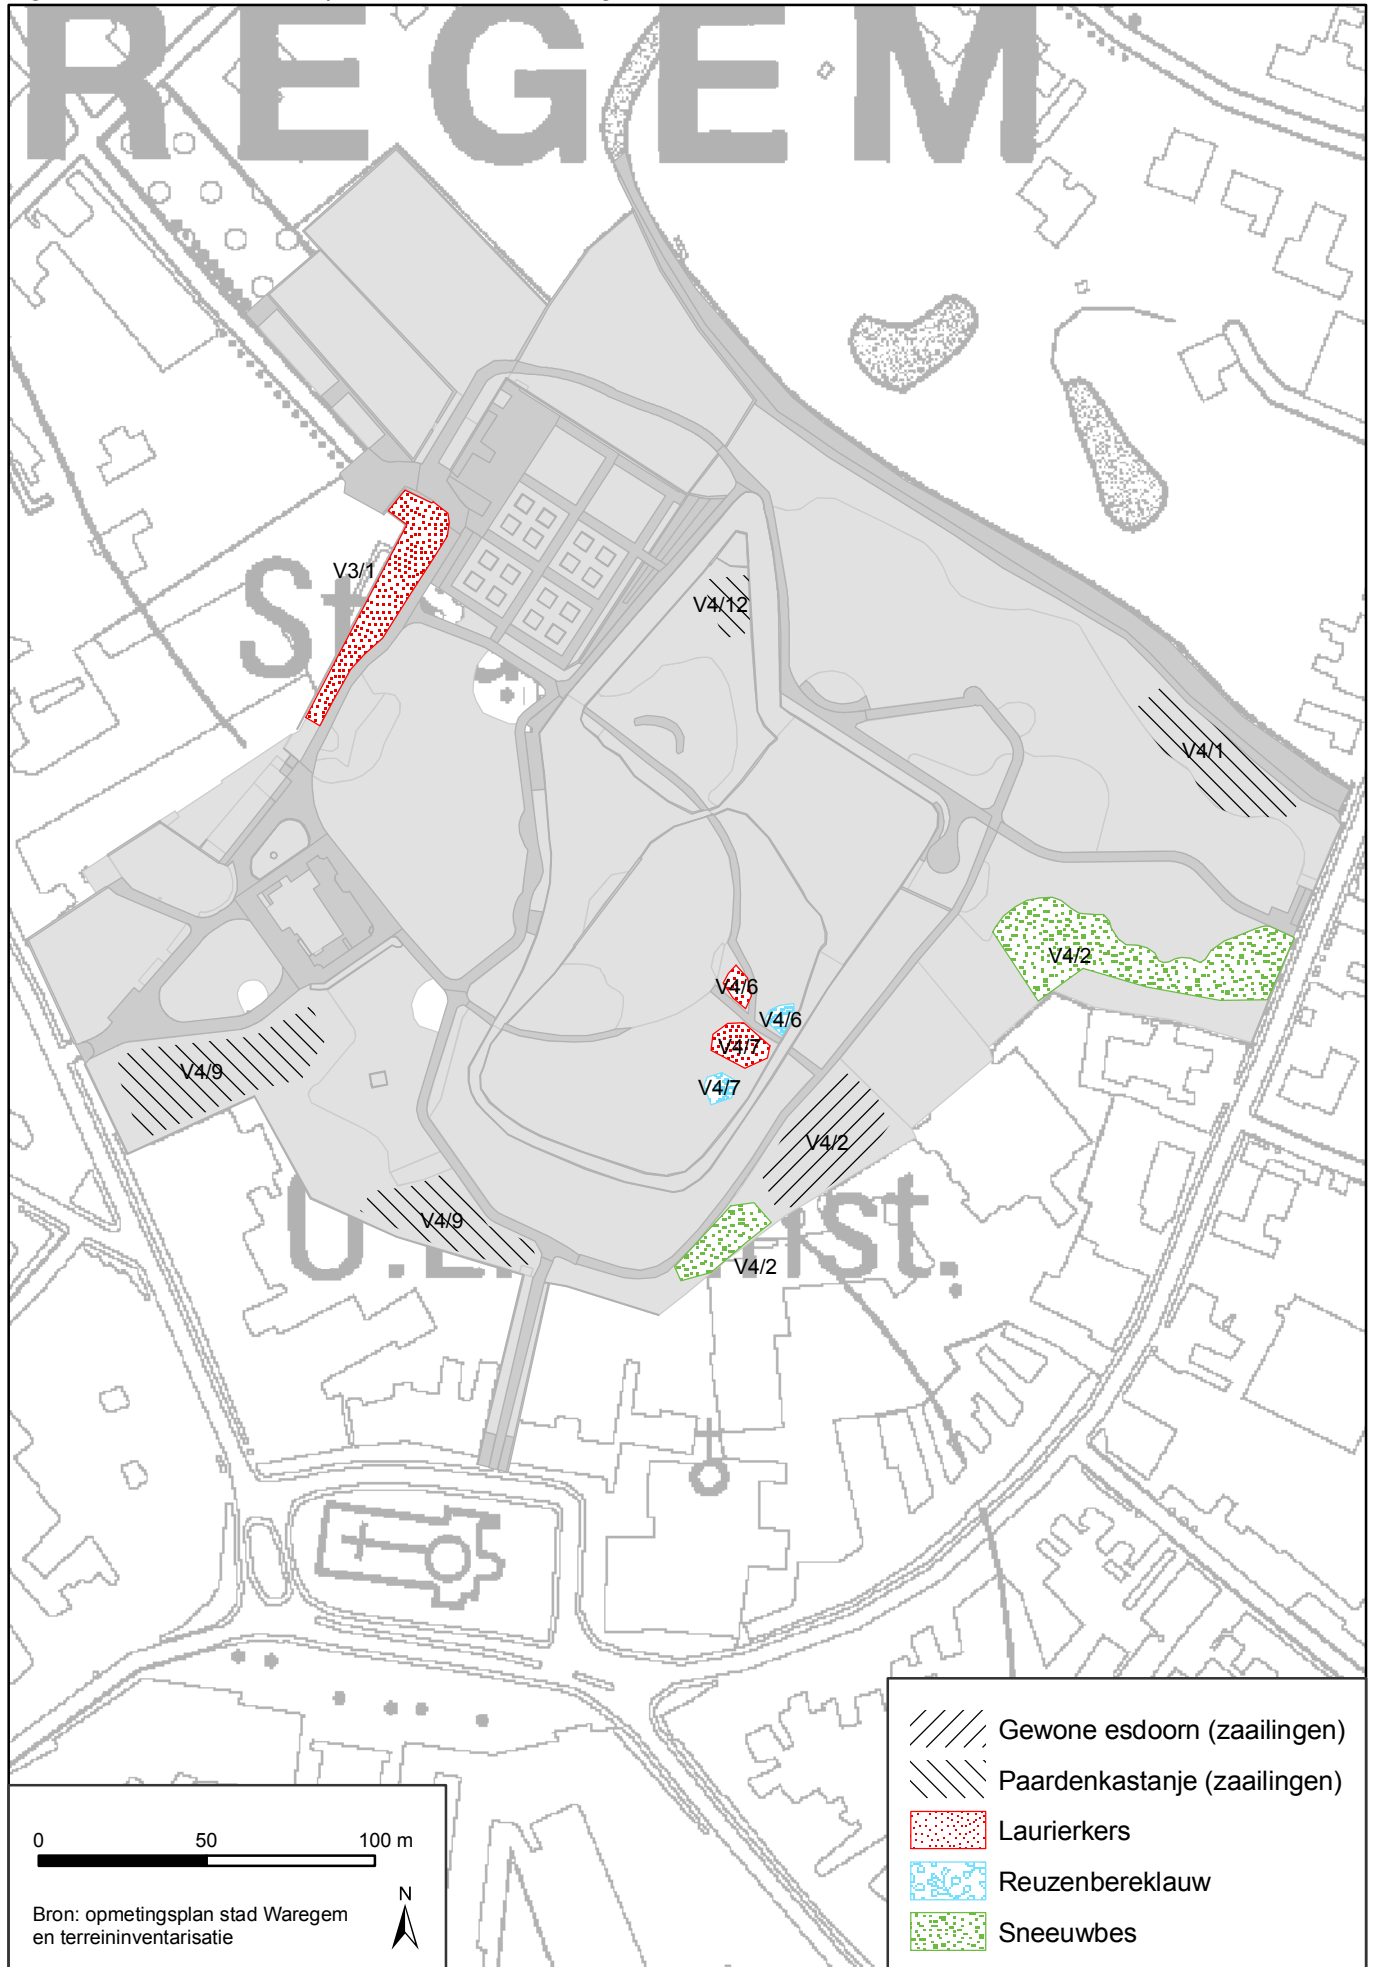 REGEM
St
V3/1
V4/12
V4/1
V4/2
V4/6
V4/6
V4/7
V4/7
V4/9
V4/2
V4/9
V4/2
st.
Gewone esdoorn (zaailingen)
Paardenkastanje (zaailingen)
Laurierkers
Reuzenbereklauw
Sneeuwbes
0 50 100 m
N
Bron: opmetingsplan stad Waregem
en terreininventarisatie